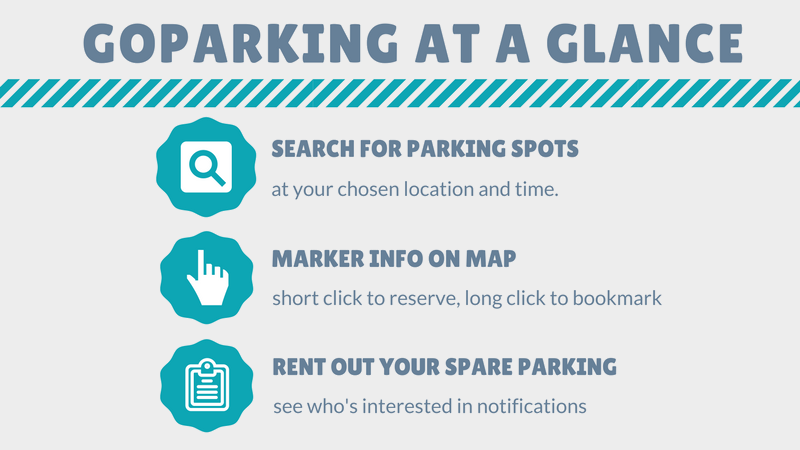 GOPARKING AT A GLANCE
SEARCH FOR PARKING SPOTS
at your chosen location and time.
MARKER INFO ON MAP
short click to reserve, long click to bookmark
RENT OUT YOUR SPARE PARKING
see who's interested in notifications